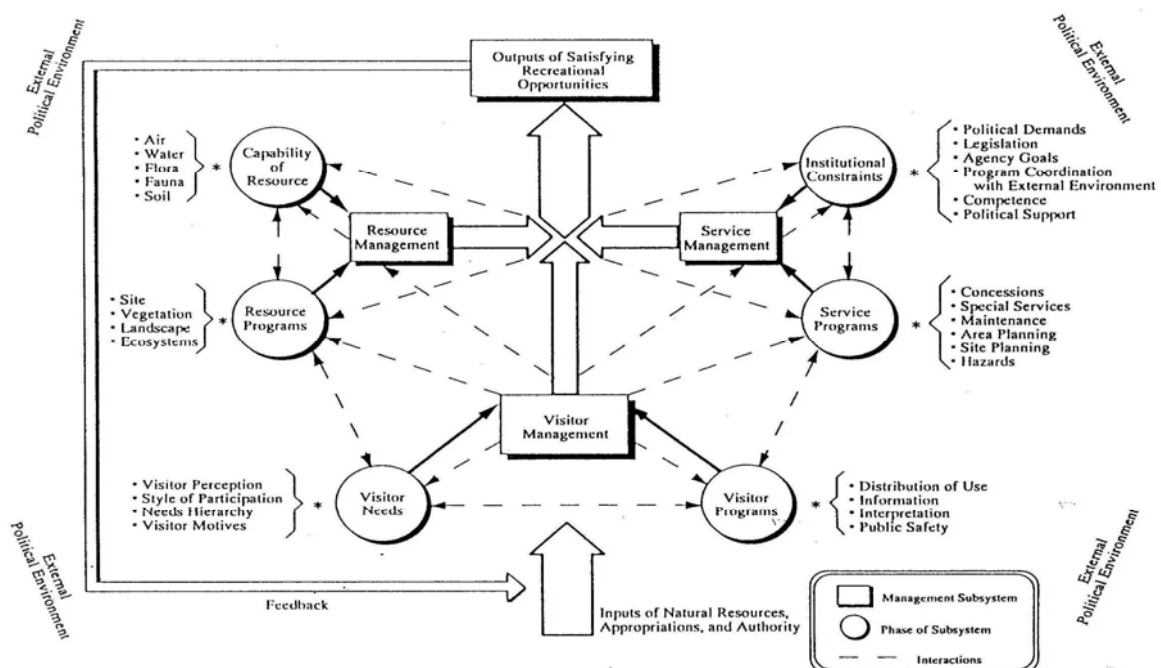 External
Political Environment
External
Political Environment
Outputs of Satisfying
Recreational
Opportunities
• Air
• Water
• Flora
• Fauna
• Soil
*
Capability
of
Resource
Institutional
Constraints
*
• Political Demands
• Legislation
• Agency Goals
• Program Coordination
with External Environment
• Competence
• Political Support
Resource
Management
Service
Management
• Site
• Vegetation
• Landscape
• Ecosystems
*
Resource
Programs
Service
Programs
*
• Concessions
• Special Services
• Maintenance
• Area Planning
• Site Planning
• Hazards
Visitor
Management
• Visitor Perception
• Style of Participation
• Needs Hierarchy
• Visitor Motives
*
Visitor
Needs
Visitor
Programs
*
• Distribution of Use
• Information
• Interpretation
• Public Safety
External
Political Environment
External
Political Environment
Feedback
Inputs of Natural Resources,
Appropriations, and Authority
Management Subsystem
Phase of Subsystem
Interactions